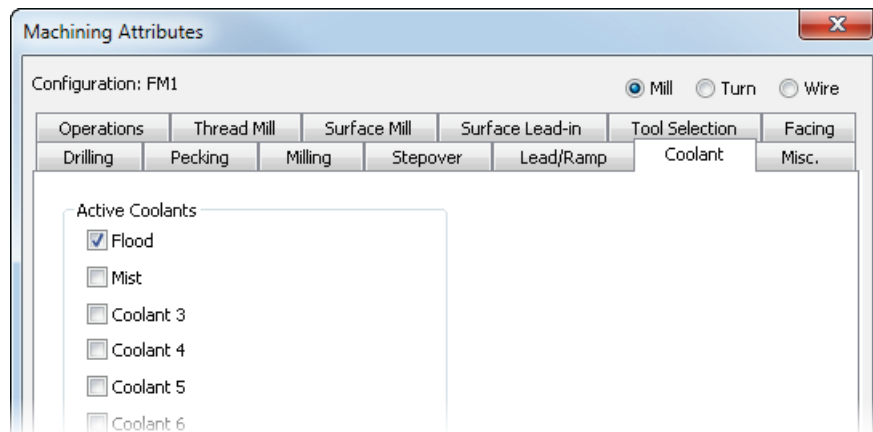 Machining Attributes
Configuration: FM1 Mill Turn Wire
Operations Thread Mill Surface Mill Surface Lead-in Tool Selection Facing
Drilling Pecking Milling Stepover Lead/Ramp Coolant Misc.
Active Coolants
Flood
Mist
Coolant 3
Coolant 4
Coolant 5
Coolant 6